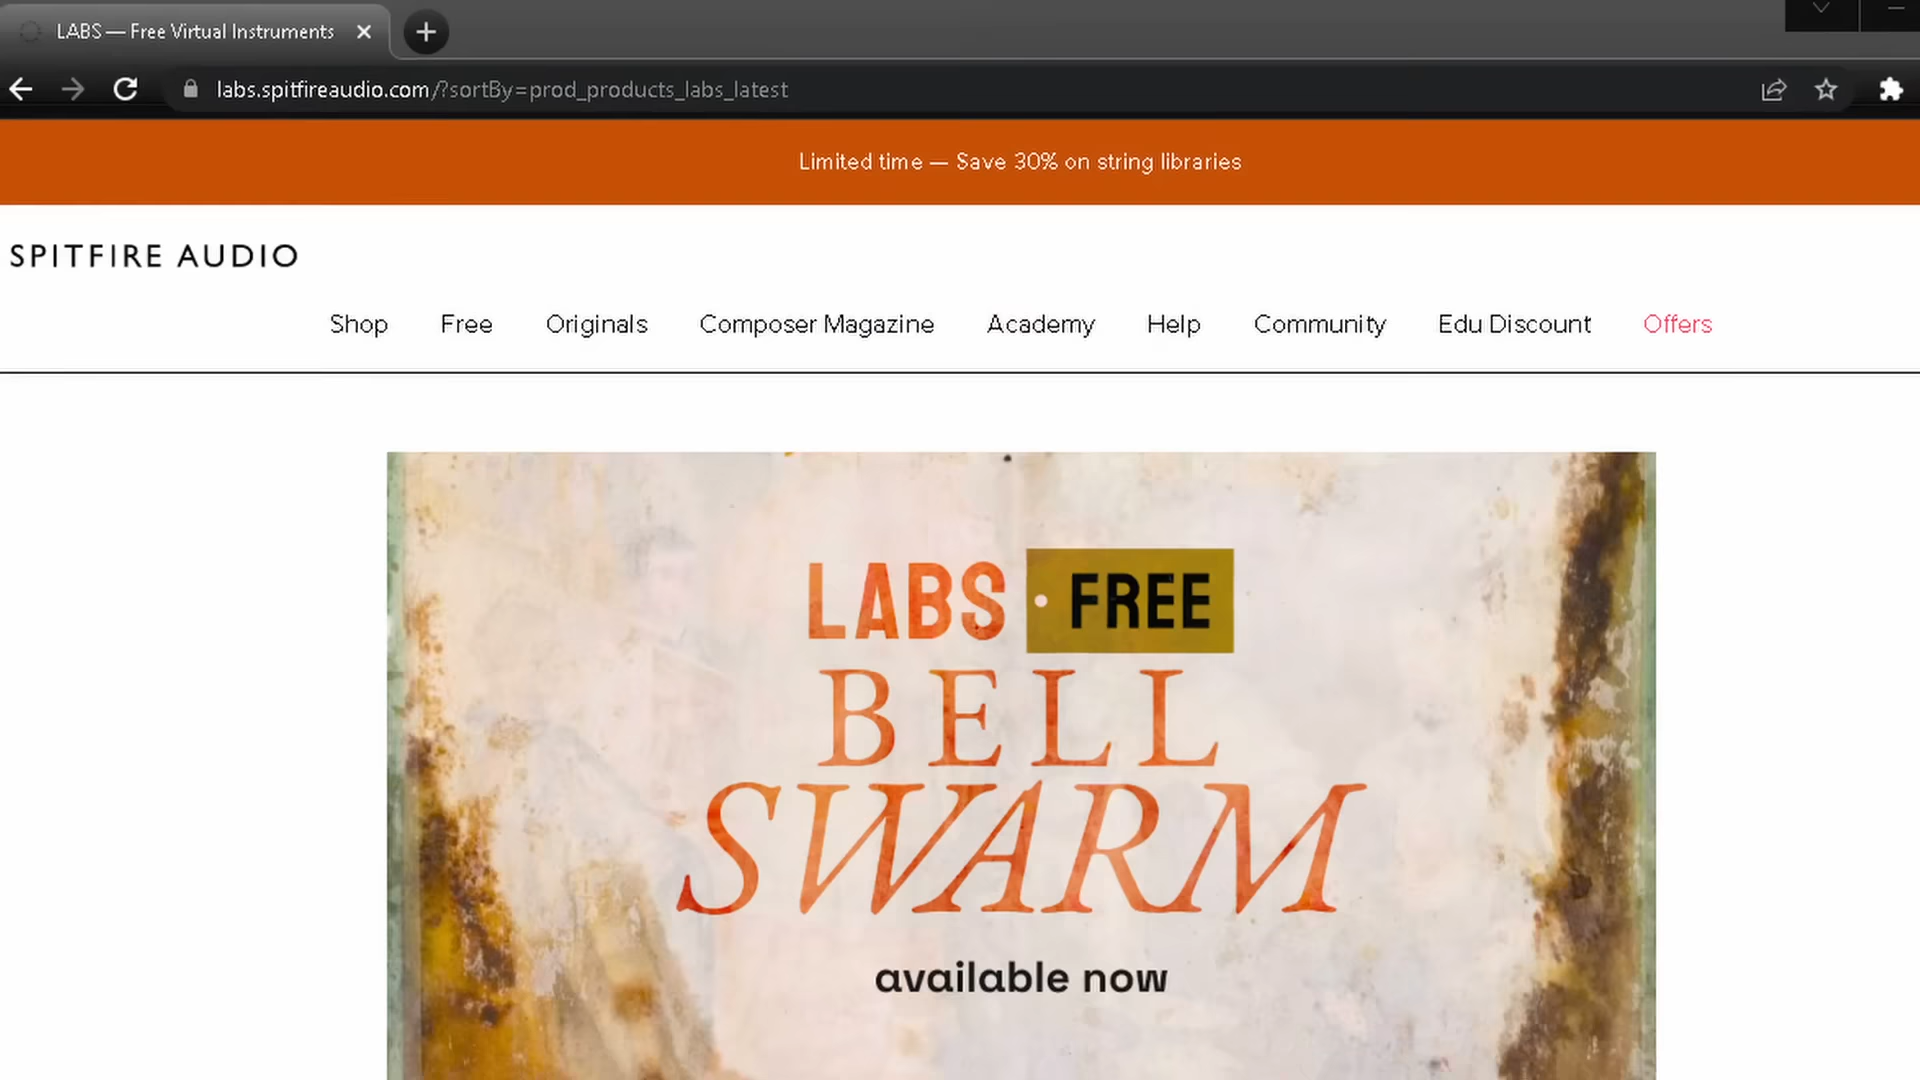 LABS — Free Virtual Instruments
labs.spitfireaudio.com/?sortBy=prod_products_labs_latest
Limited time — Save 30% on string libraries
SPITFIRE AUDIO
Shop Free Originals Composer Magazine Academy Help Community Edu Discount Offers
LABS FREE
BELL
SWARM
available now